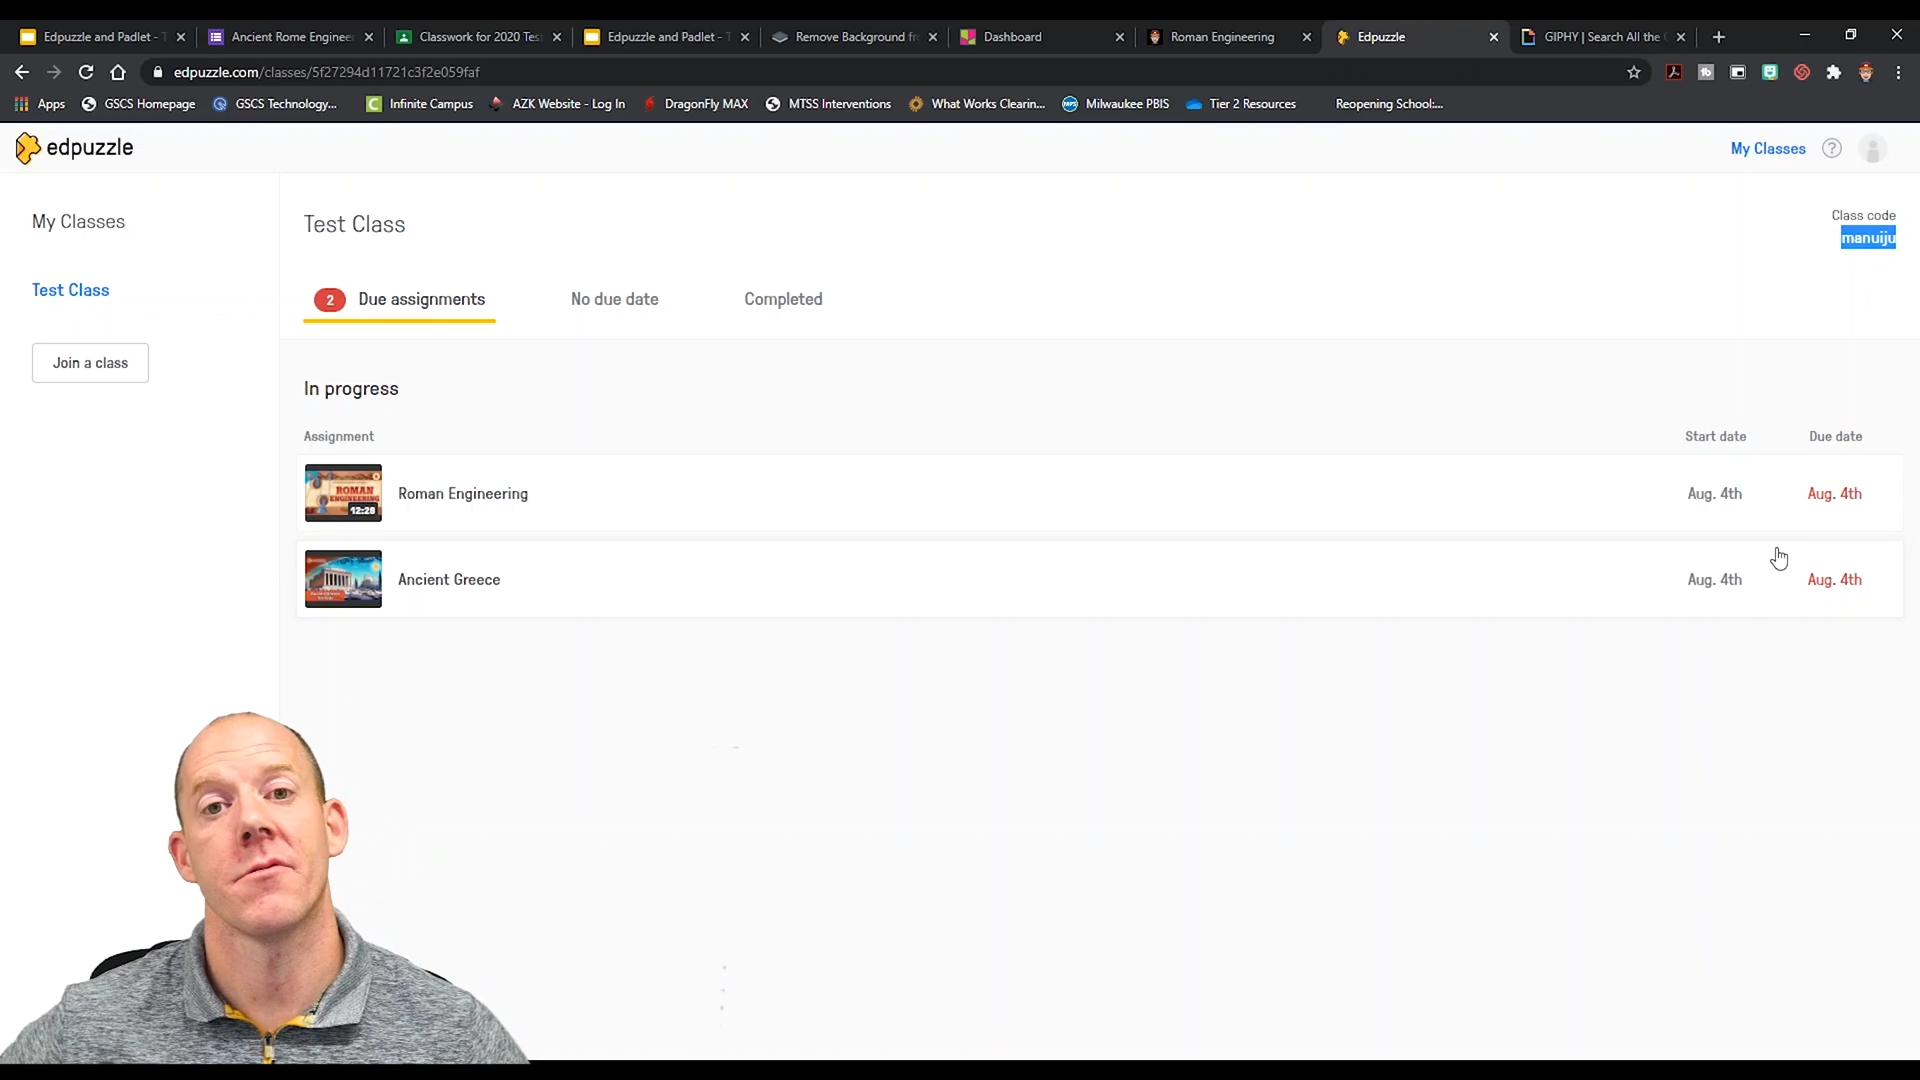 Edpuzzle and Padlet - T
Ancient Rome Enginee
Classwork for 2020 Test
Edpuzzle and Padlet - T
Remove Background fr
Dashboard
Roman Engineering
Edpuzzle
GIPHY | Search All the G
edpuzzle.com/classes/5f27294d11721c3f2e059faf
Apps
GSCS Homepage
GSCS Technology...
Infinite Campus
AZK Website - Log In
DragonFly MAX
MTSS Interventions
What Works Clearin...
Milwaukee PBIS
Tier 2 Resources
Reopening School:...
edpuzzle
My Classes
?
My Classes
Test Class
Join a class
Test Class
Class code
manuiju
2 Due assignments
No due date
Completed
In progress
Assignment
Start date
Due date
ROMAN
ENGINEERING
12:28
Roman Engineering
Aug. 4th
Aug. 4th
Ancient Greece
Aug. 4th
Aug. 4th